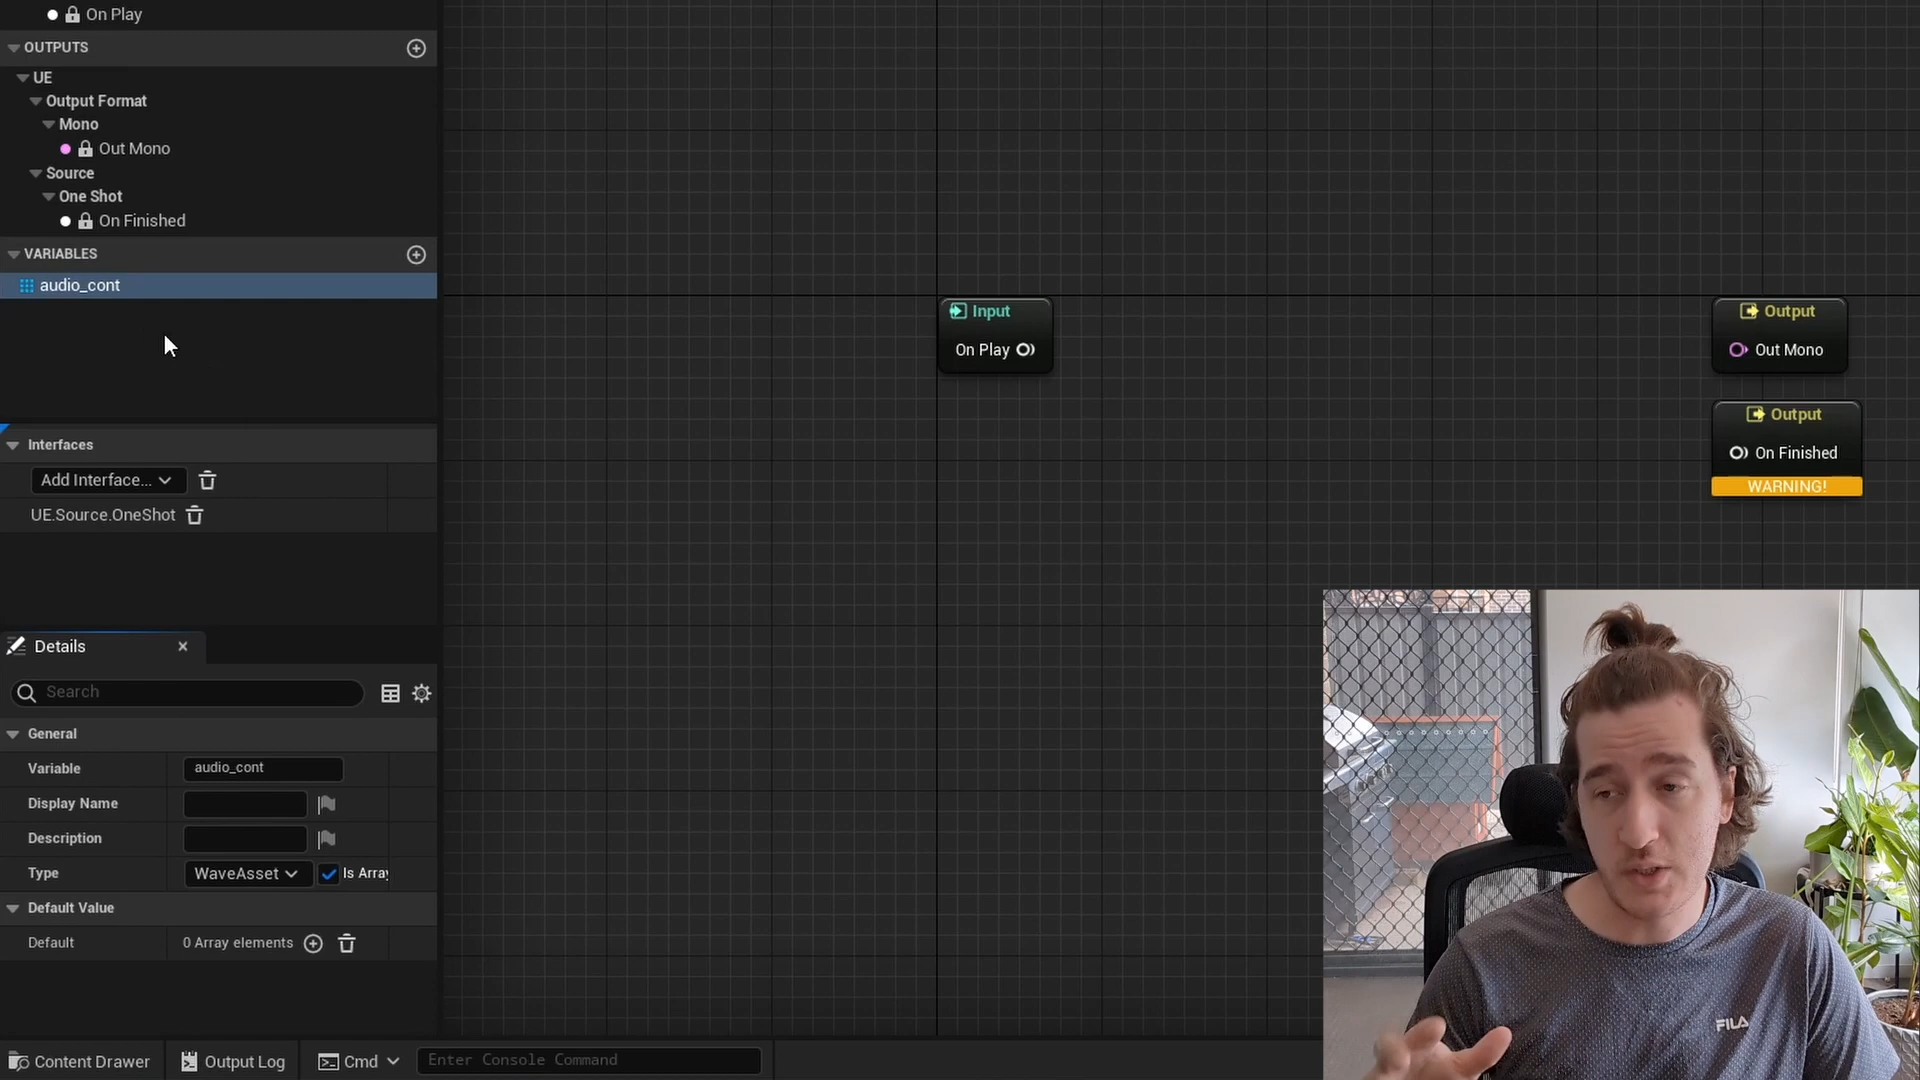 On Play
OUTPUTS
UE
Output Format
Mono
Out Mono
Source
One Shot
On Finished
VARIABLES
audio_cont
Interfaces
Add Interface...
UE.Source.OneShot
Details
Search
General
Variable audio_cont
Display Name
Description
Type WaveAsset Is Array
Default Value
Default 0 Array elements
Content Drawer Output Log Cmd Enter Console Command
Input
On Play
Output
Out Mono
Output
On Finished
WARNING!
FILA